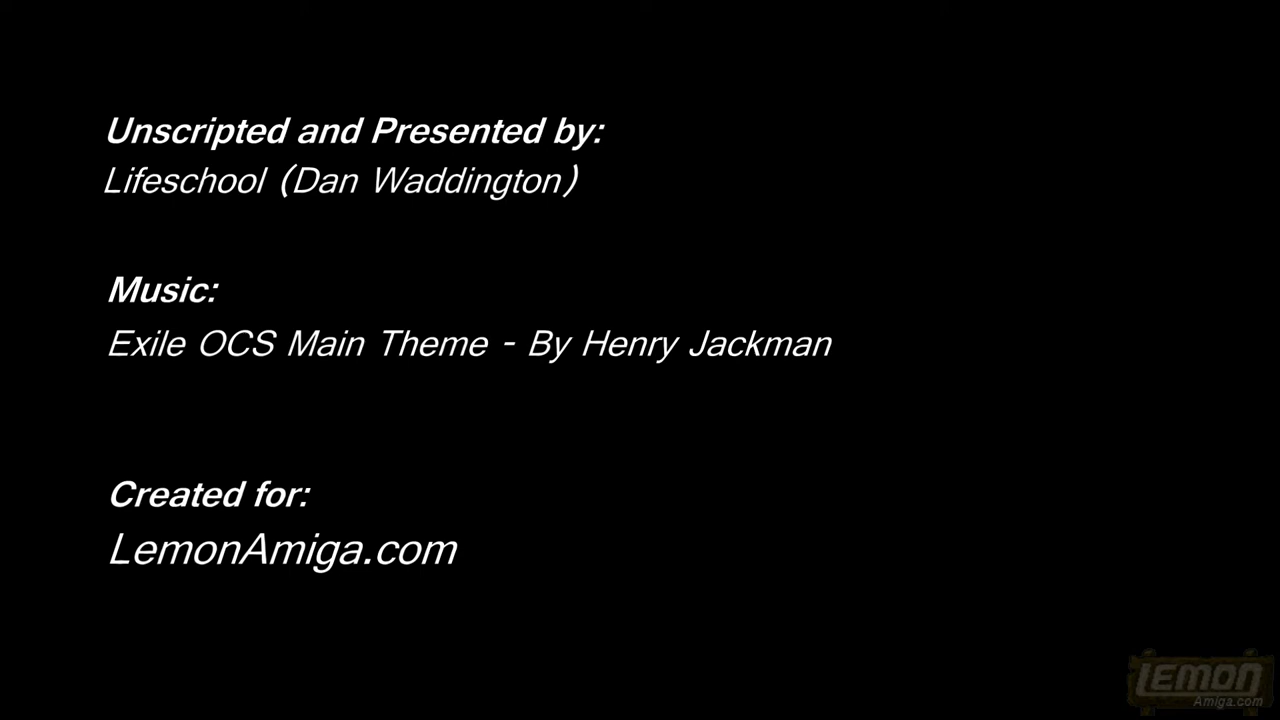 Unscripted and Presented by:
Lifeschool (Dan Waddington)
Music:
Exile OCS Main Theme - By Henry Jackman
Created for:
LemonAmiga.com
LEMON
Amiga.com